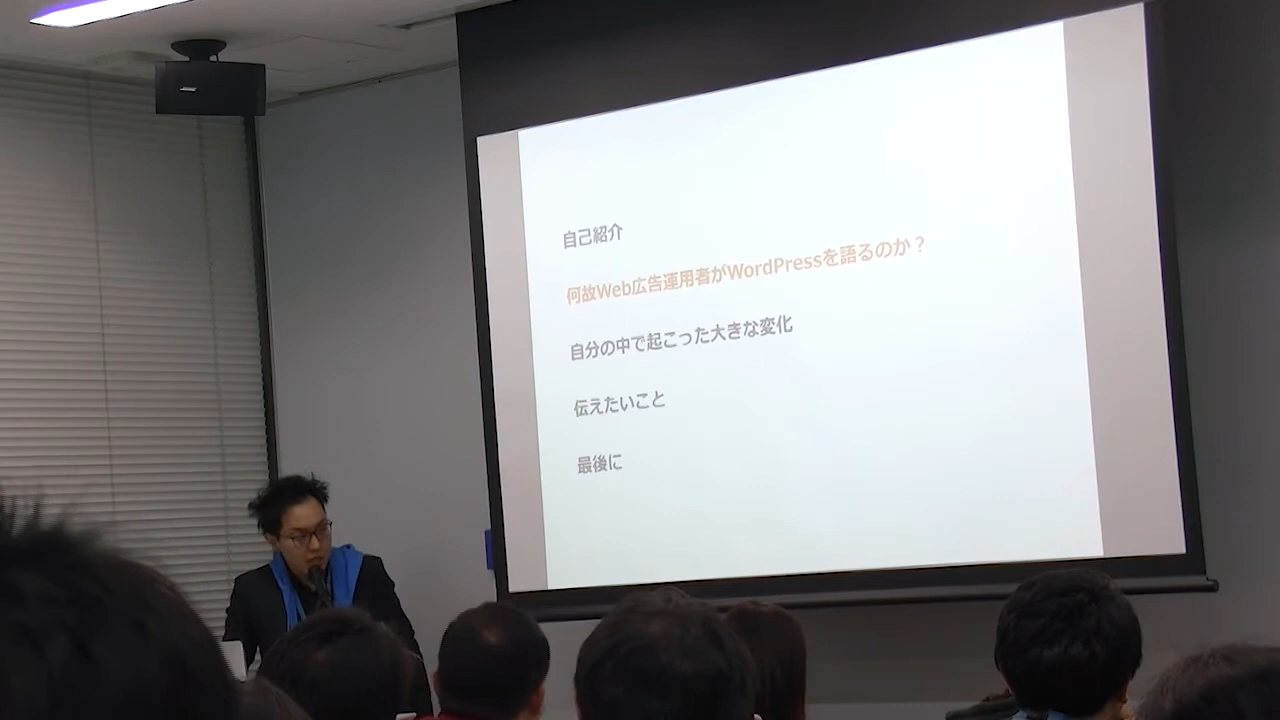 自己紹介
何故Web広告運用者がWordPressを語るのか？
自分の中で起こった大きな変化
伝えたいこと
最後に